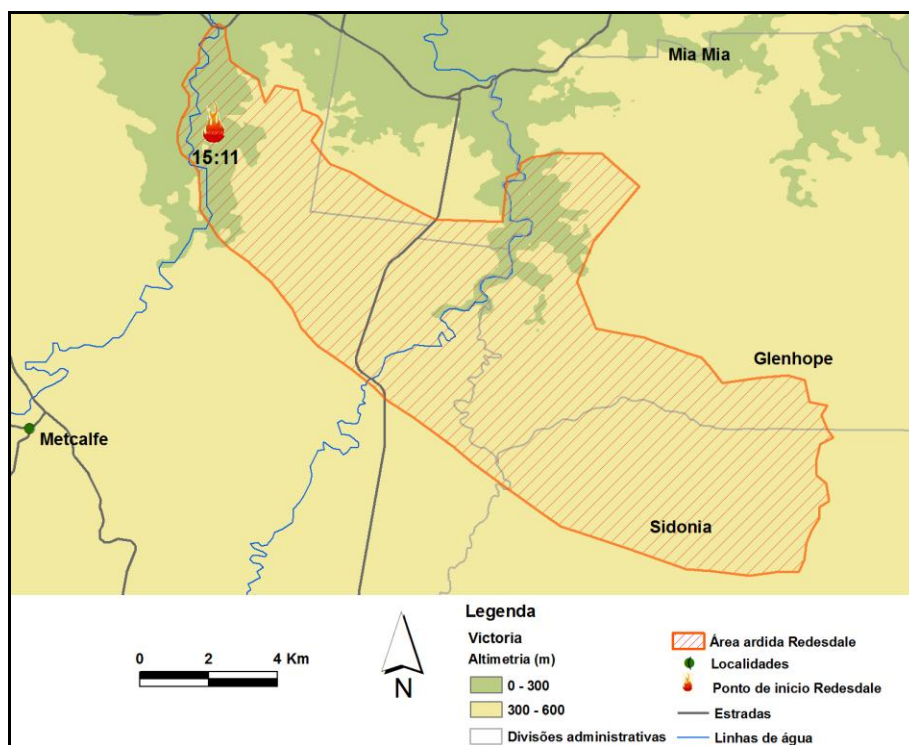 Mia Mia
15:11
Glenhope
Metcalfe
Sidonia
0 2 4 Km
N
Legenda
Victoria
Altimetria (m)
0 - 300
300 - 600
Divisões administrativas
Área ardida Redesdale
Localidades
Ponto de inicio Redesdale
Estradas
Linhas de água